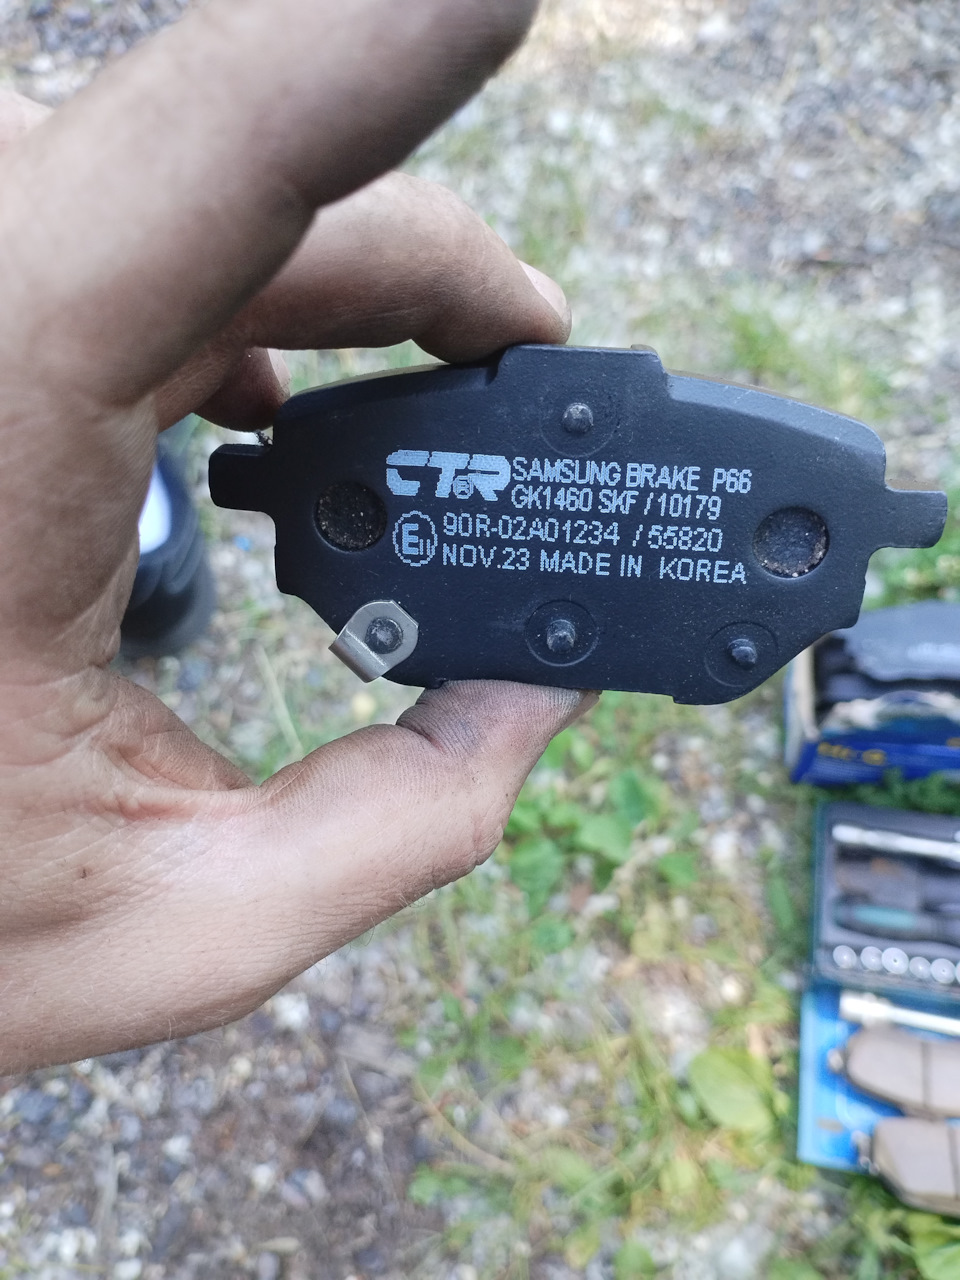 CTR® SAMSUNG BRAKE P66
GK1460 SKF /10179
E11 90R-02A01234 /55820
NOV.23 MADE IN KOREA